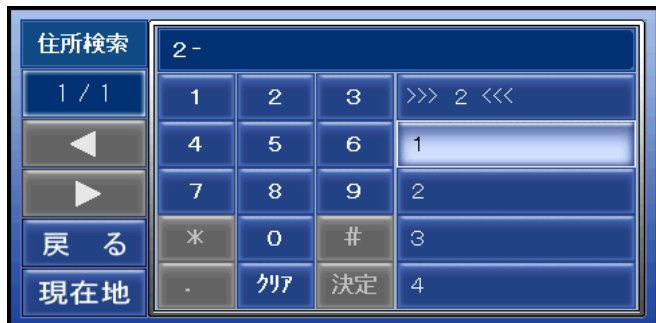 住所検索
2-
1/1
1 2 3 >>> 2 <<<
4 5 6 1
7 8 9 2
戻 る * 0 # 3
現在地 . クリア 決定 4